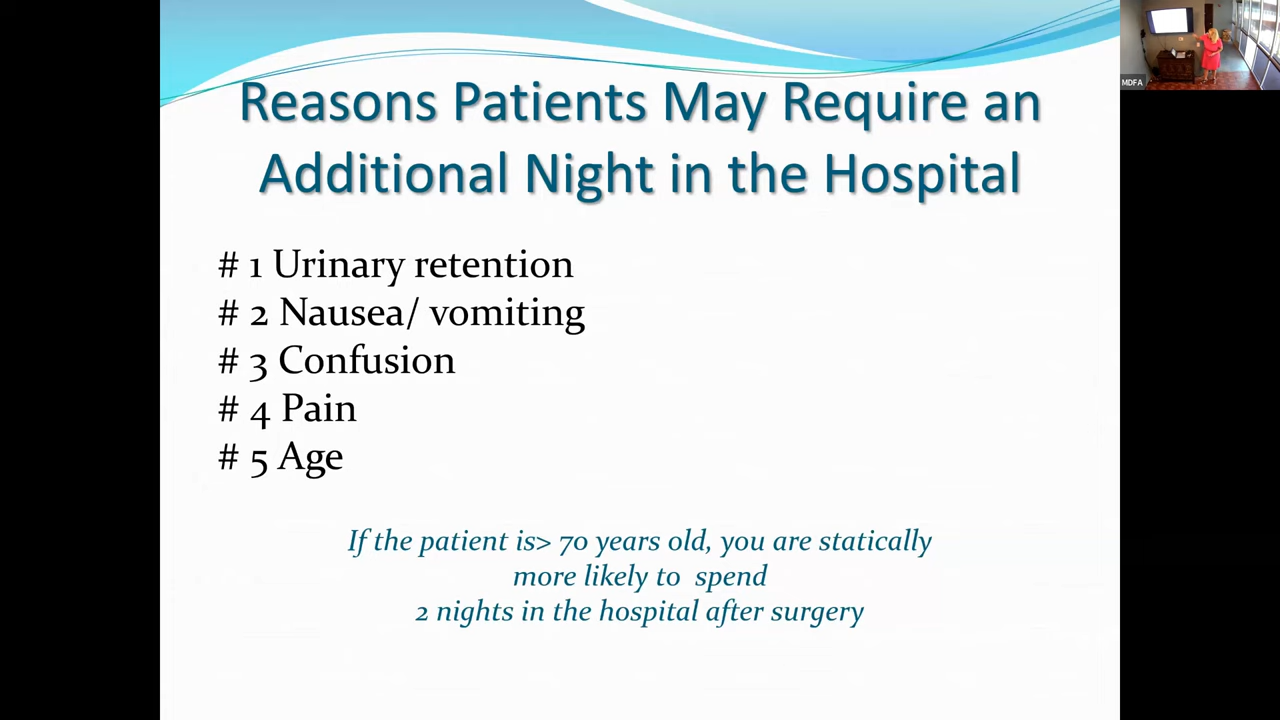 Reasons Patients May Require an
Additional Night in the Hospital
# 1 Urinary retention
# 2 Nausea/ vomiting
# 3 Confusion
# 4 Pain
# 5 Age
If the patient is> 70 years old, you are statically
more likely to spend
2 nights in the hospital after surgery
MDFA